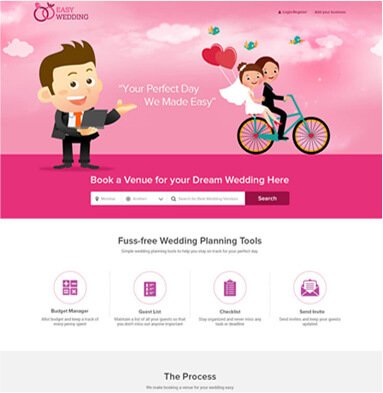 EASY
WEDDING
Login/Register
Add your business
"Your Perfect Day
We Made Easy"
Book a Venue for your Dream Wedding Here
Mumbai
Andheri
Search by Best Wedding Vendors
Search
Fuss-free Wedding Planning Tools
Simple wedding planning tools to help you stay on track for your perfect day.
Budget Manager
Allot budget and keep a track of
every penny spent
Guest List
Maintain a list of your guests so that
you don't miss out anyone important
Checklist
Stay organized and never miss any
task or deadline
Send Invite
Send invites and keep your guests
updated
The Process
We make booking a venue for your wedding easy.